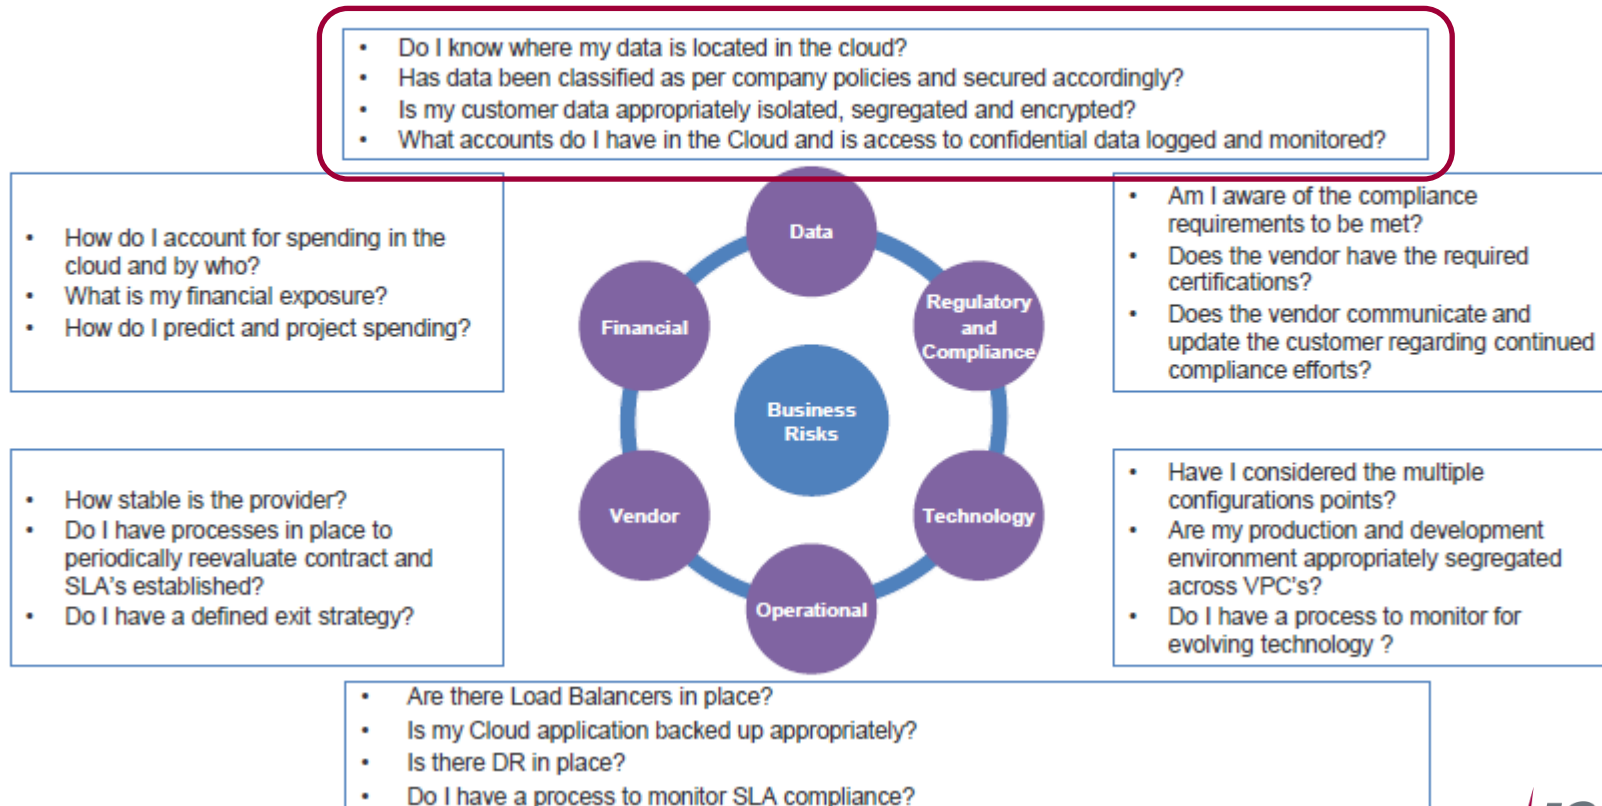 • Do I know where my data is located in the cloud?
• Has data been classified as per company policies and secured accordingly?
• Is my customer data appropriately isolated, segregated and encrypted?
• What accounts do I have in the Cloud and is access to confidential data logged and monitored?
• How do I account for spending in the
cloud and by who?
• What is my financial exposure?
• How do I predict and project spending?
Data
• Am I aware of the compliance
requirements to be met?
• Does the vendor have the required
certifications?
• Does the vendor communicate and
update the customer regarding continued
compliance efforts?
Financial
Regulatory
and
Compliance
Business
Risks
• How stable is the provider?
• Do I have processes in place to
periodically reevaluate contract and
SLA's established?
• Do I have a defined exit strategy?
Vendor
Technology
• Have I considered the multiple
configurations points?
• Are my production and development
environment appropriately segregated
across VPC's?
• Do I have a process to monitor for
evolving technology ?
Operational
• Are there Load Balancers in place?
• Is my Cloud application backed up appropriately?
• Is there DR in place?
• Do I have a process to monitor SLA compliance?